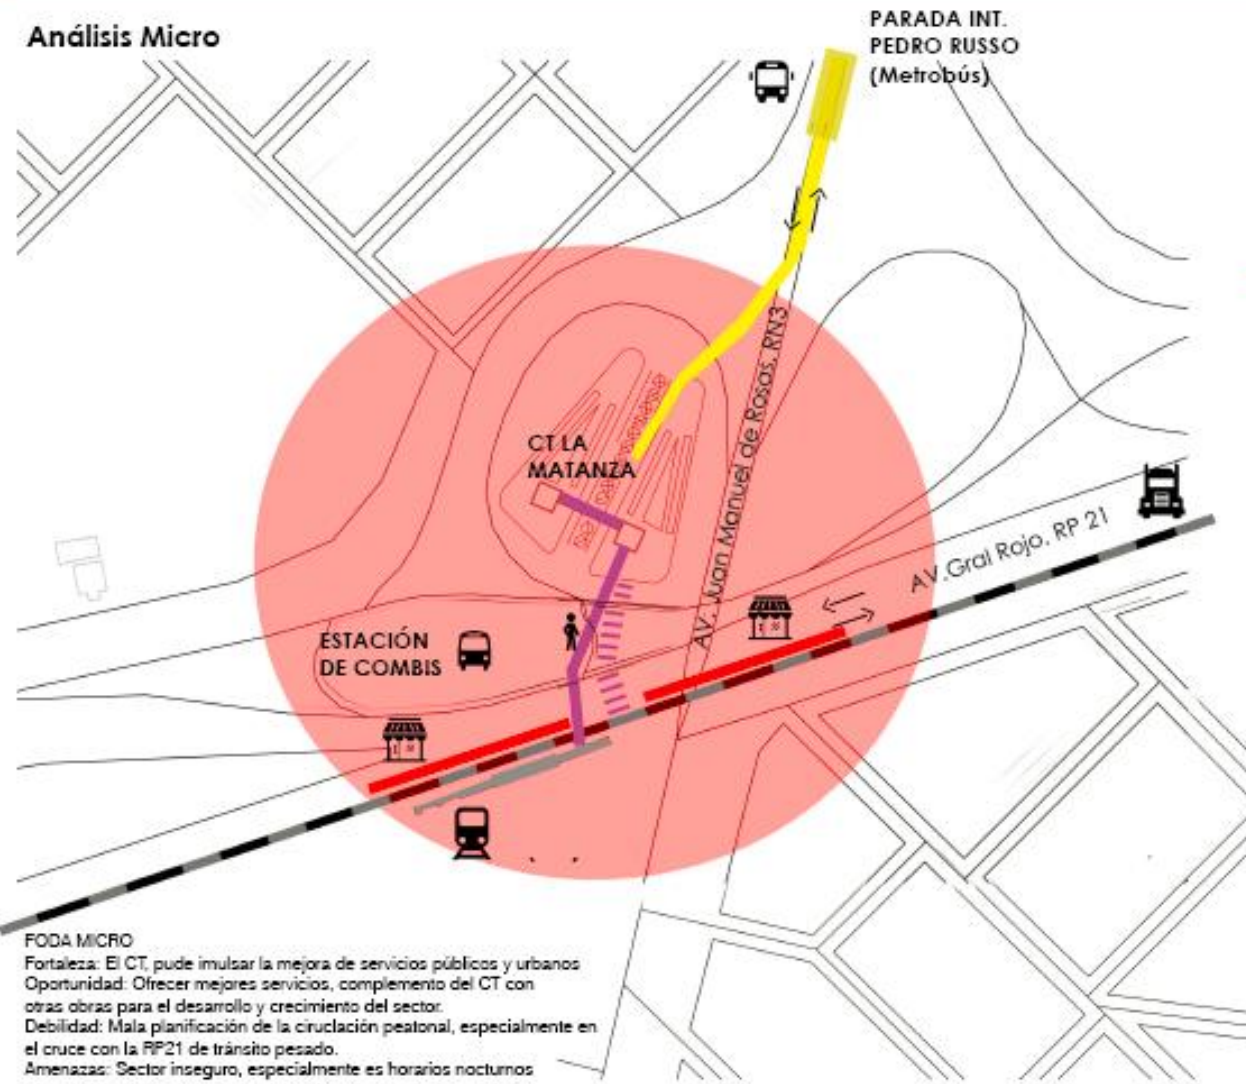 Análisis Micro
PARADA INT.
PEDRO RUSSO
(Metrobús)
AV. Juan Manuel de Rosas, RN3
CT LA
MATANZA
AV.Gral Rojo, RP 21
ESTACIÓN
DE COMBIS
FODA MICRO
Fortaleza: El CT, pude imulsar la mejora de servicios públicos y urbanos
Oportunidad: Ofrecer mejores servicios, complemento del CT con
otras obras para el desarrollo y crecimiento del sector.
Debilidad: Mala planificación de la ciruclación peatonal, especialmente en
el cruce con la RP21 de tránsito pesado.
Amenazas: Sector inseguro, especialmente es horarios nocturnos